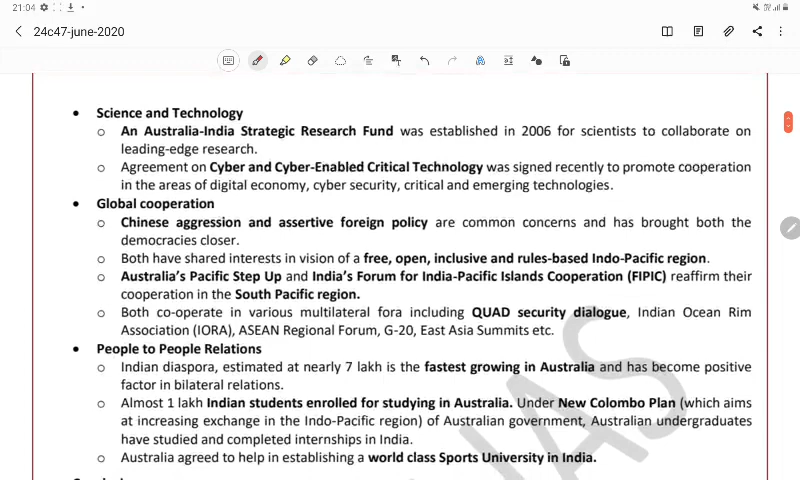 21:04
24c47-june-2020
• Science and Technology
o An Australia-India Strategic Research Fund was established in 2006 for scientists to collaborate on
leading-edge research.
o Agreement on Cyber and Cyber-Enabled Critical Technology was signed recently to promote cooperation
in the areas of digital economy, cyber security, critical and emerging technologies.
• Global cooperation
o Chinese aggression and assertive foreign policy are common concerns and has brought both the
democracies closer.
o Both have shared interests in vision of a free, open, inclusive and rules-based Indo-Pacific region.
o Australia's Pacific Step Up and India's Forum for India-Pacific Islands Cooperation (FIPIC) reaffirm their
cooperation in the South Pacific region.
o Both co-operate in various multilateral fora including QUAD security dialogue, Indian Ocean Rim
Association (IORA), ASEAN Regional Forum, G-20, East Asia Summits etc.
• People to People Relations
o Indian diaspora, estimated at nearly 7 lakh is the fastest growing in Australia and has become positive
factor in bilateral relations.
o Almost 1 lakh Indian students enrolled for studying in Australia. Under New Colombo Plan (which aims
at increasing exchange in the Indo-Pacific region) of Australian government, Australian undergraduates
have studied and completed internships in India.
o Australia agreed to help in establishing a world class Sports University in India.
IAS